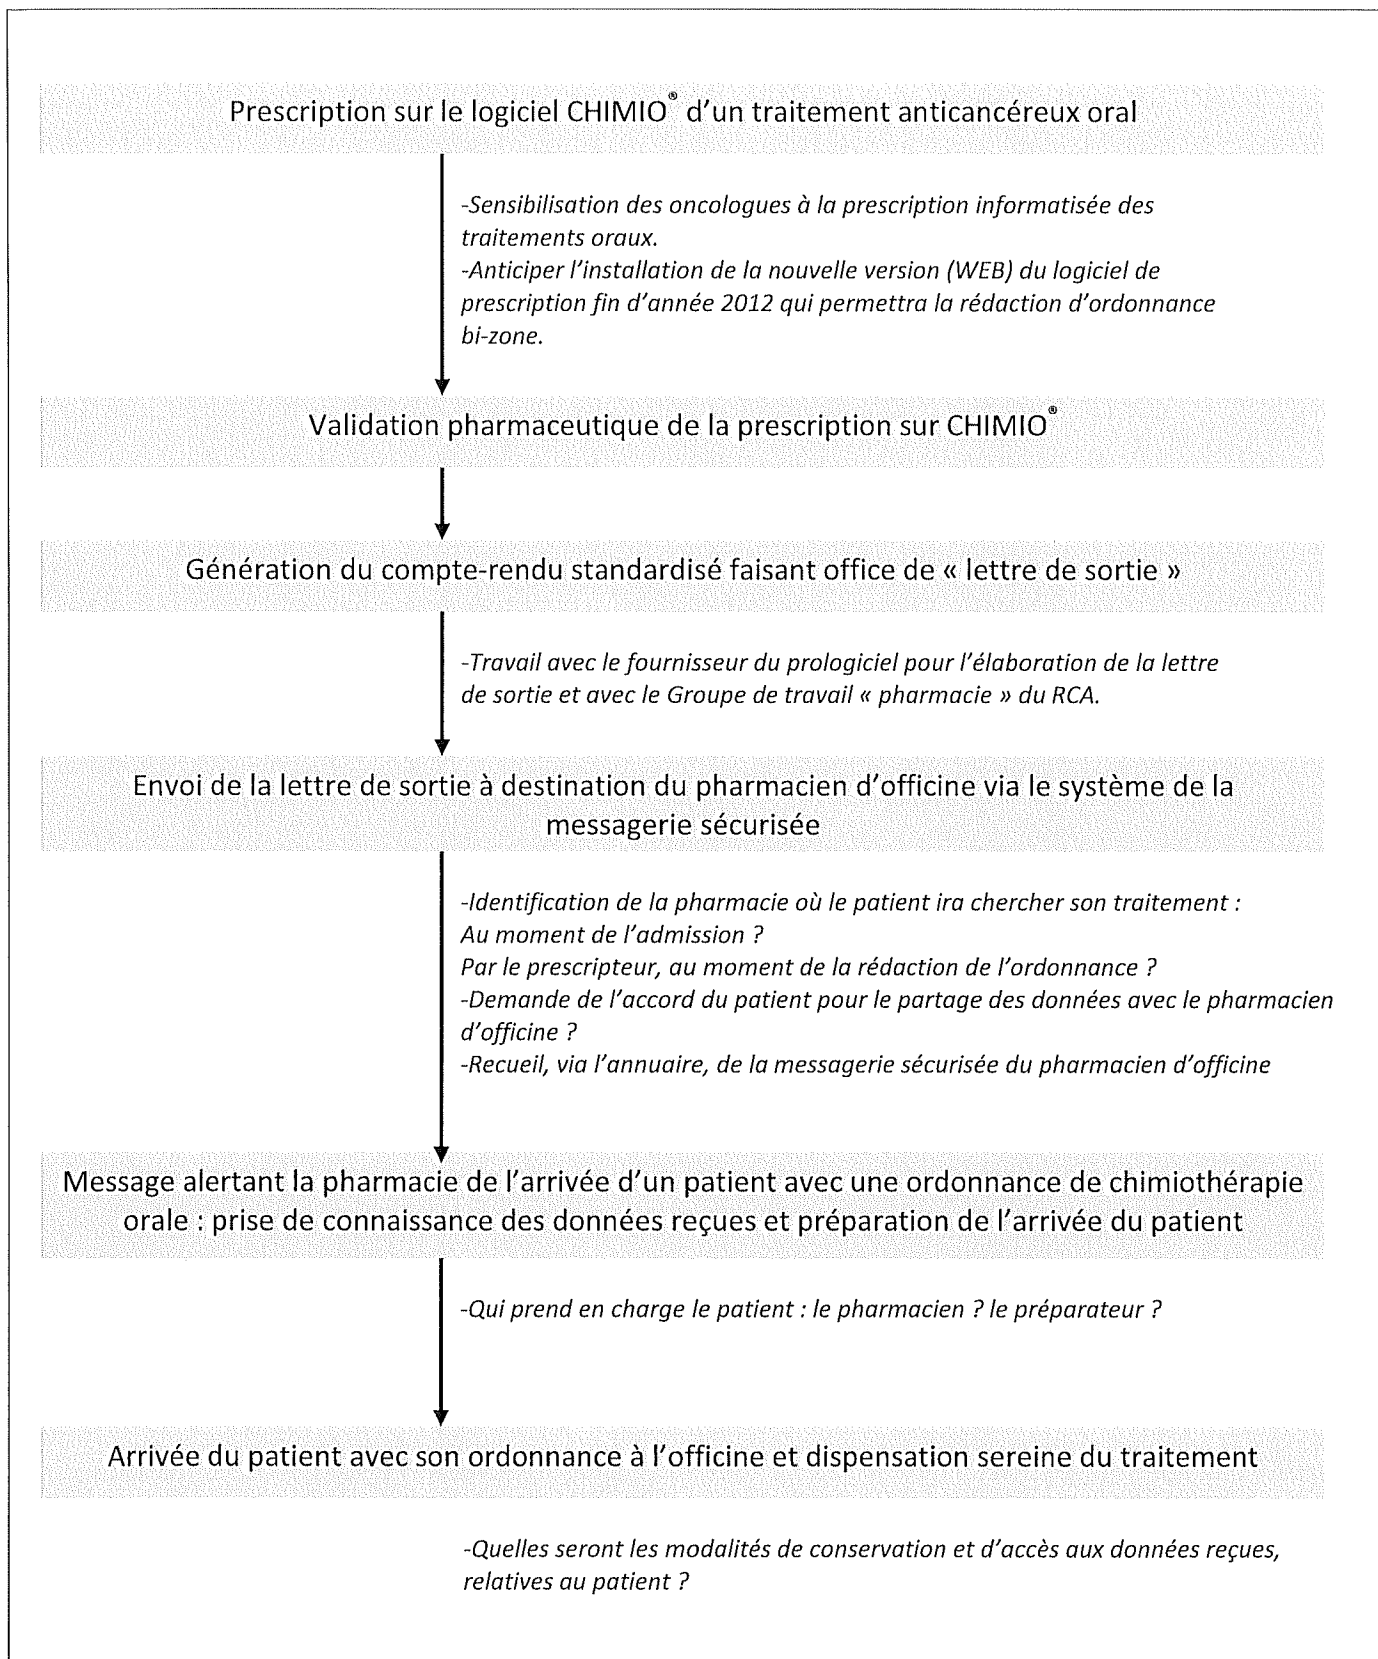 Prescription sur le logiciel CHIMIO® d'un traitement anticancéreux oral
-Sensibilisation des oncologues à la prescription informatisée des
traitements oraux.
-Anticiper l'installation de la nouvelle version (WEB) du logiciel de
prescription fin d'année 2012 qui permettra la rédaction d'ordonnance
bi-zone.
Validation pharmaceutique de la prescription sur CHIMIO®
Génération du compte-rendu standardisé faisant office de « lettre de sortie »
-Travail avec le fournisseur du prologiciel pour l'élaboration de la lettre
de sortie et avec le Groupe de travail « pharmacie » du RCA.
Envoi de la lettre de sortie à destination du pharmacien d'officine via le système de la
messagerie sécurisée
-Identification de la pharmacie où le patient ira chercher son traitement :
Au moment de l'admission ?
Par le prescripteur, au moment de la rédaction de l'ordonnance ?
-Demande de l'accord du patient pour le partage des données avec le pharmacien
d'officine ?
-Recueil, via l'annuaire, de la messagerie sécurisée du pharmacien d'officine
Message alertant la pharmacie de l'arrivée d'un patient avec une ordonnance de chimiothérapie
orale : prise de connaissance des données reçues et préparation de l'arrivée du patient
-Qui prend en charge le patient : le pharmacien ? le préparateur ?
Arrivée du patient avec son ordonnance à l'officine et dispensation sereine du traitement
-Quelles seront les modalités de conservation et d'accès aux données reçues,
relatives au patient ?